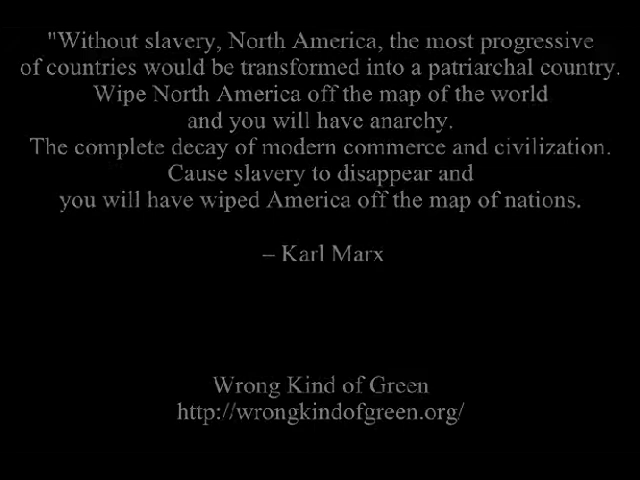 "Without slavery, North America, the most progressive
of countries would be transformed into a patriarchal country.
Wipe North America off the map of the world
and you will have anarchy.
The complete decay of modern commerce and civilization.
Cause slavery to disappear and
you will have wiped America off the map of nations.
– Karl Marx
Wrong Kind of Green
http://wrongkindofgreen.org/